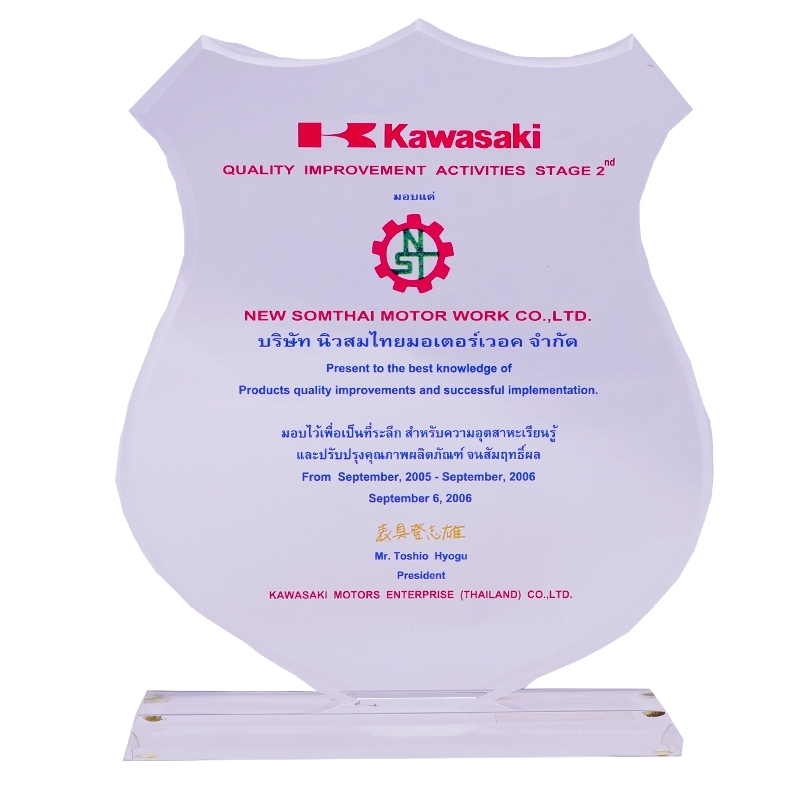 Kawasaki
QUALITY IMPROVEMENT ACTIVITIES STAGE 2nd
มอบแด่
NST
NEW SOMTHAI MOTOR WORK CO.,LTD.
บริษัท นิวสมไทยมอเตอร์เวอค จำกัด
Present to the best knowledge of
Products quality improvements and successful implementation.
มอบไว้เพื่อเป็นที่ระลึก สำหรับความอุตสาหะเรียนรู้
และปรับปรุงคุณภาพผลิตภัณฑ์ จนสัมฤทธิ์ผล
From September, 2005 - September, 2006
September 6, 2006
表具登志雄
Mr. Toshio Hyogu
President
KAWASAKI MOTORS ENTERPRISE (THAILAND) CO.,LTD.